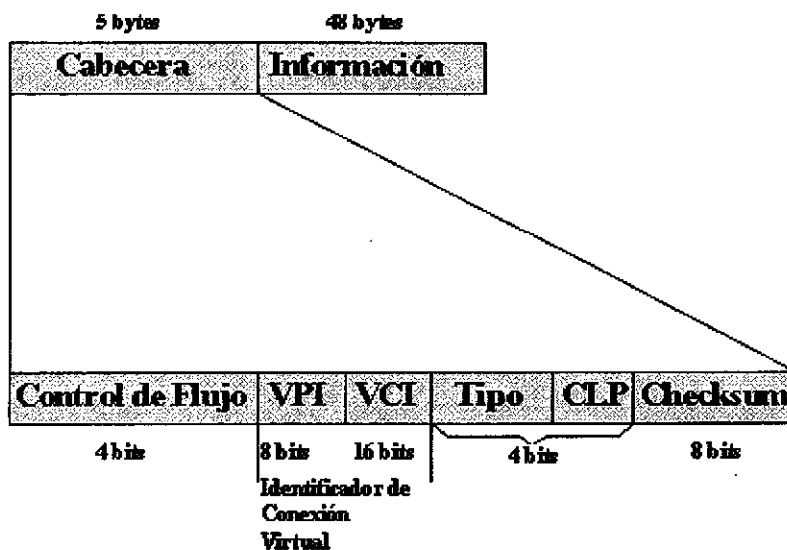 5 bytes 48 bytes
Cabecera Información
Control de Flujo VPI VCI Tipo CLP Checksum
4 bits 8 bits 16 bits 4 bits 8 bits
Identificador de
Conexión
Virtual